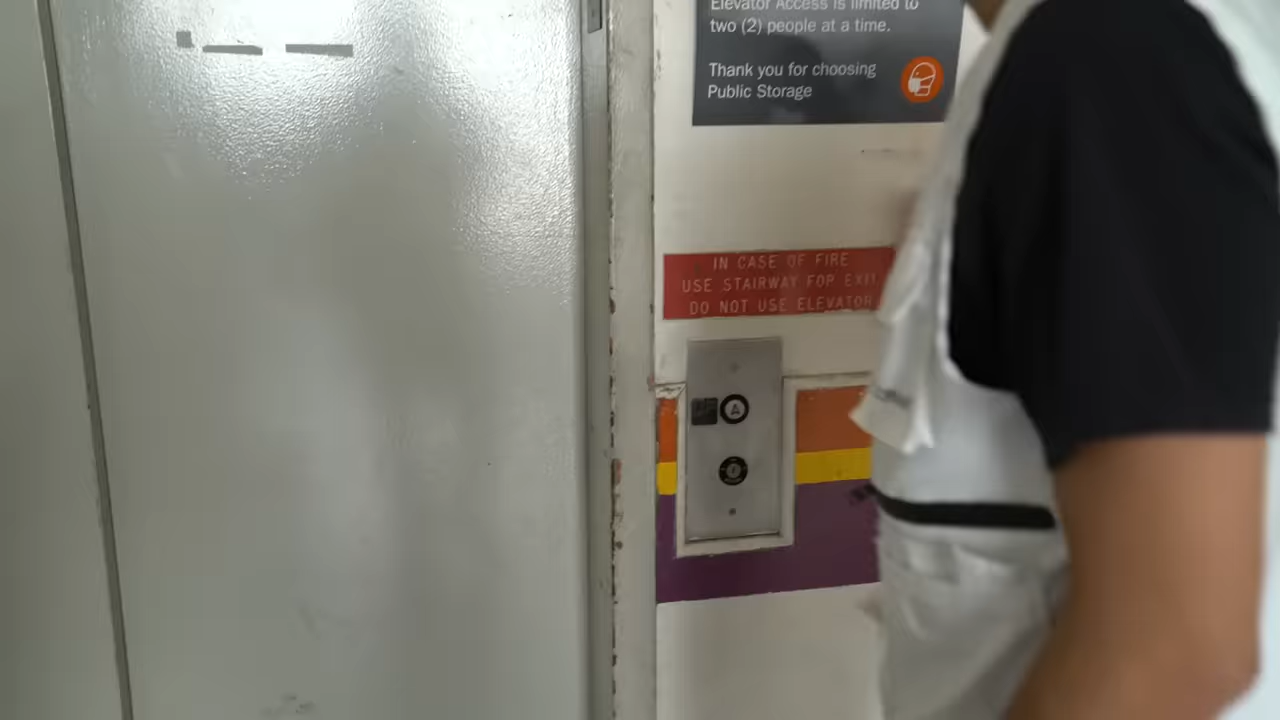 Elevator Access is limited to
two (2) people at a time.
Thank you for choosing
Public Storage
IN CASE OF FIRE
USE STAIRWAY FOR EXIT
DO NOT USE ELEVATOR